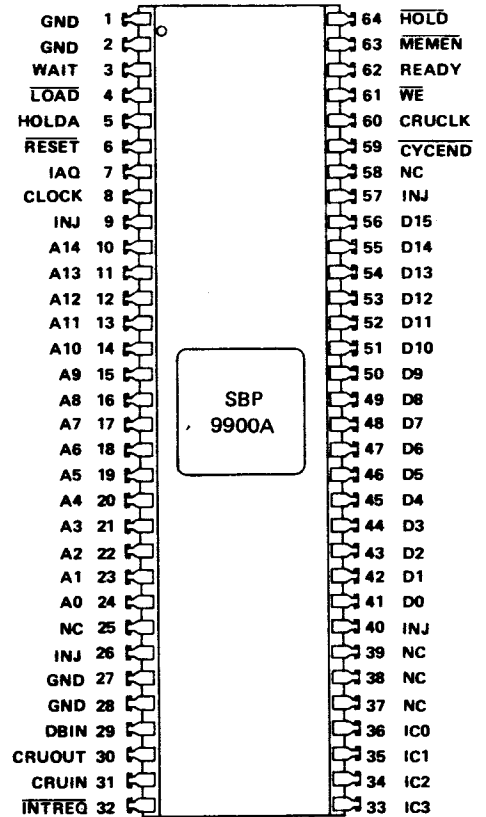 GND 1 64 HOLD
GND 2 63 MEMEN
WAIT 3 62 READY
LOAD 4 61 WE
HOLDA 5 60 CRUCLK
RESET 6 59 CYCEND
IAQ 7 58 NC
CLOCK 8 57 INJ
INJ 9 56 D15
A14 10 55 D14
A13 11 54 D13
A12 12 53 D12
A11 13 52 D11
A10 14 51 D10
A9 15 50 D9
A8 16 SBP 49 D8
A7 17 9900A 48 D7
A6 18 47 D6
A5 19 46 D5
A4 20 45 D4
A3 21 44 D3
A2 22 43 D2
A1 23 42 D1
A0 24 41 D0
NC 25 40 INJ
INJ 26 39 NC
GND 27 38 NC
GND 28 37 NC
DBIN 29 36 IC0
CRUOUT 30 35 IC1
CRUIN 31 34 IC2
INTREQ 32 33 IC3